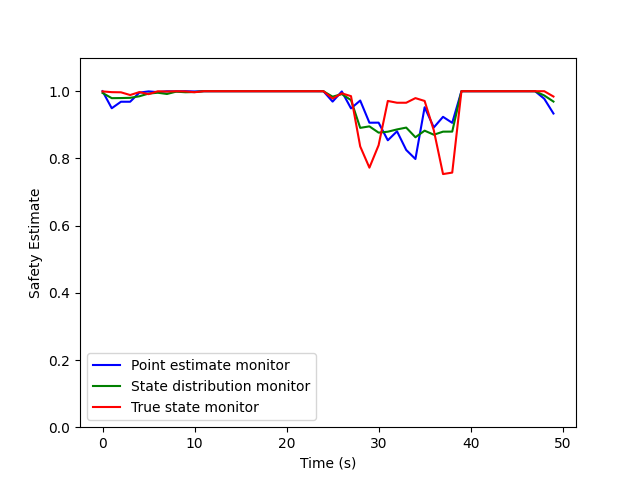 1.0
0.8
0.6
0.4
0.2
0.0
Safety Estimate
Point estimate monitor
State distribution monitor
True state monitor
0 10 20 30 40 50
Time (s)